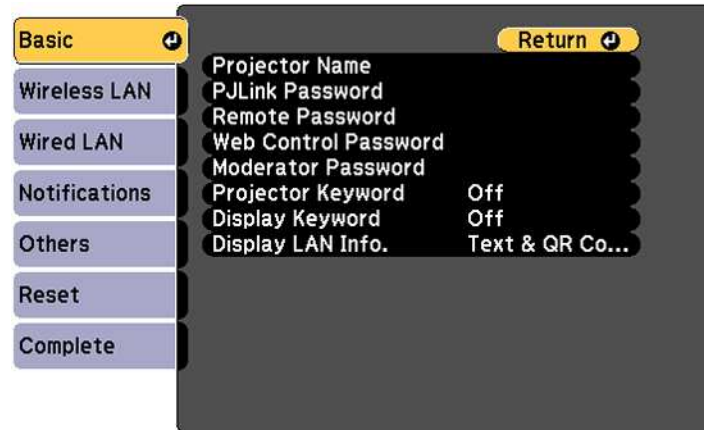 Basic
Wireless LAN
Wired LAN
Notifications
Others
Reset
Complete
Return
Projector Name
PJLink Password
Remote Password
Web Control Password
Moderator Password
Projector Keyword Off
Display Keyword Off
Display LAN Info. Text & QR Co...